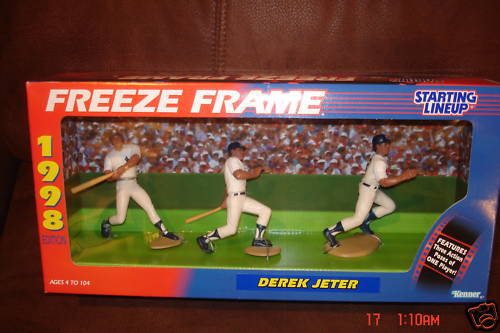 FREEZE FRAME
STARTING
LINEUP
1998
EDITION
FEATURES
Three Action
Poses of
ONE Player!
AGES 4 TO 104
DEREK JETER
Kenner
17 1:10AM